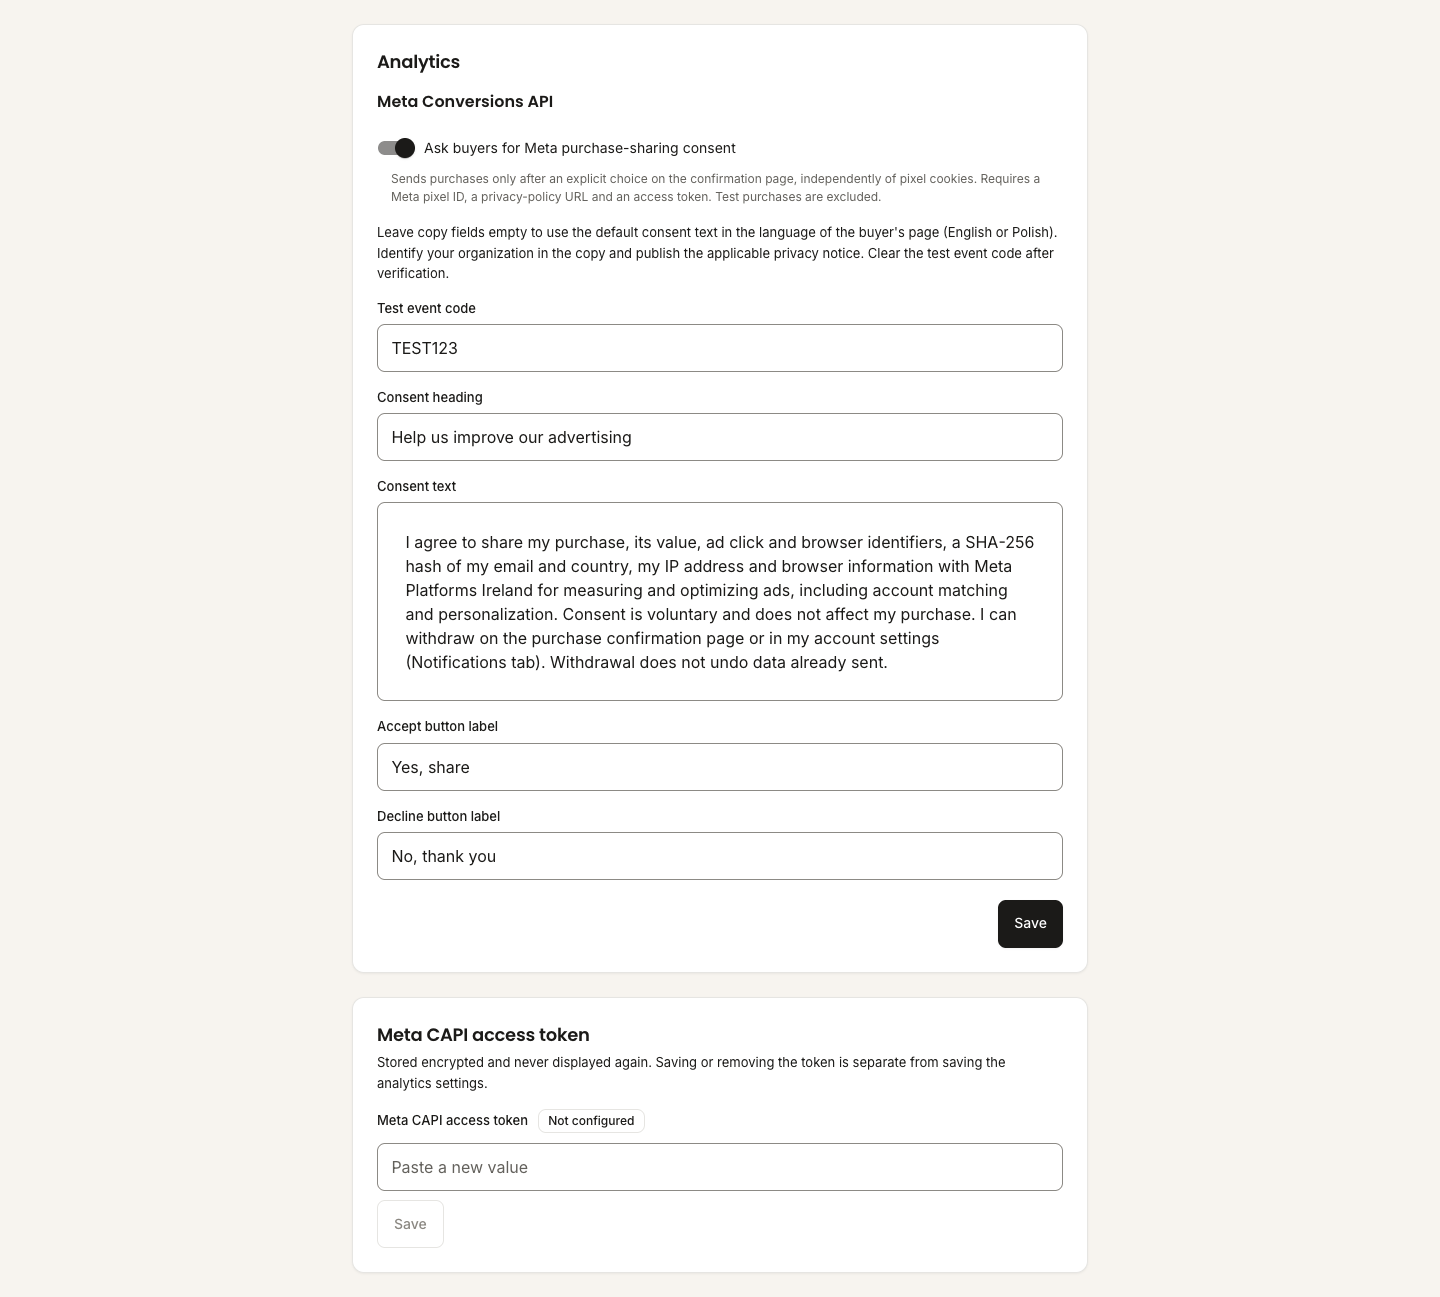 Analytics
Meta Conversions API
Ask buyers for Meta purchase-sharing consent
Sends purchases only after an explicit choice on the confirmation page, independently of pixel cookies. Requires a
Meta pixel ID, a privacy-policy URL and an access token. Test purchases are excluded.
Leave copy fields empty to use the default consent text in the language of the buyer's page (English or Polish).
Identify your organization in the copy and publish the applicable privacy notice. Clear the test event code after
verification.
Test event code
TEST123
Consent heading
Help us improve our advertising
Consent text
I agree to share my purchase, its value, ad click and browser identifiers, a SHA-256
hash of my email and country, my IP address and browser information with Meta
Platforms Ireland for measuring and optimizing ads, including account matching
and personalization. Consent is voluntary and does not affect my purchase. I can
withdraw on the purchase confirmation page or in my account settings
(Notifications tab). Withdrawal does not undo data already sent.
Accept button label
Yes, share
Decline button label
No, thank you
Save
Meta CAPI access token
Stored encrypted and never displayed again. Saving or removing the token is separate from saving the
analytics settings.
Meta CAPI access token Not configured
Paste a new value
Save